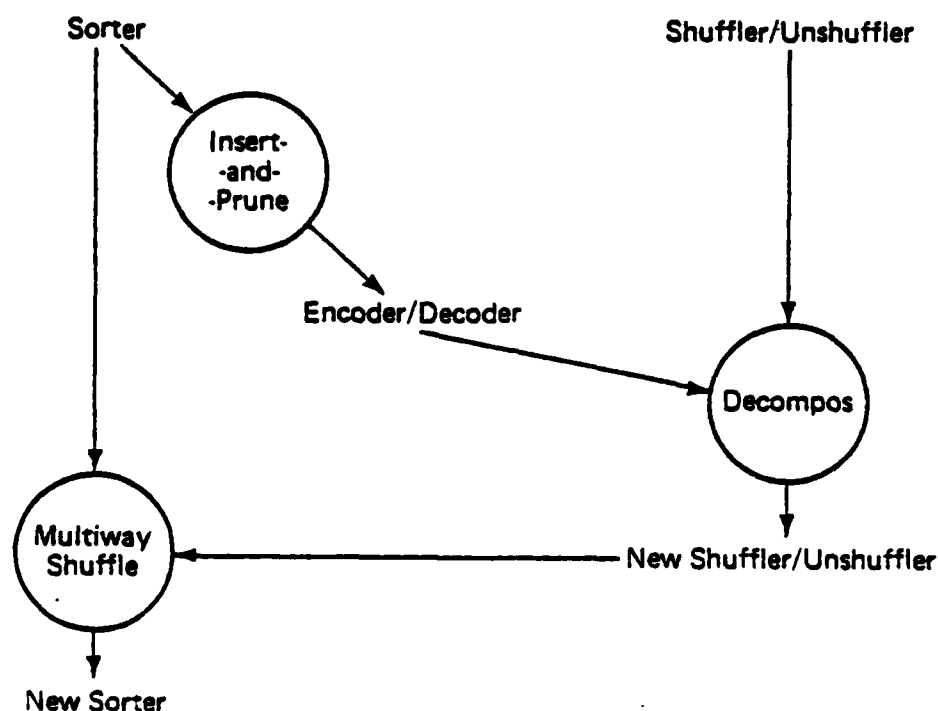 Sorter
Shuffler/Unshuffler
Insert-
-and-
-Prune
Encoder/Decoder
Decompos
Multiway
Shuffle
New Shuffler/Unshuffler
New Sorter